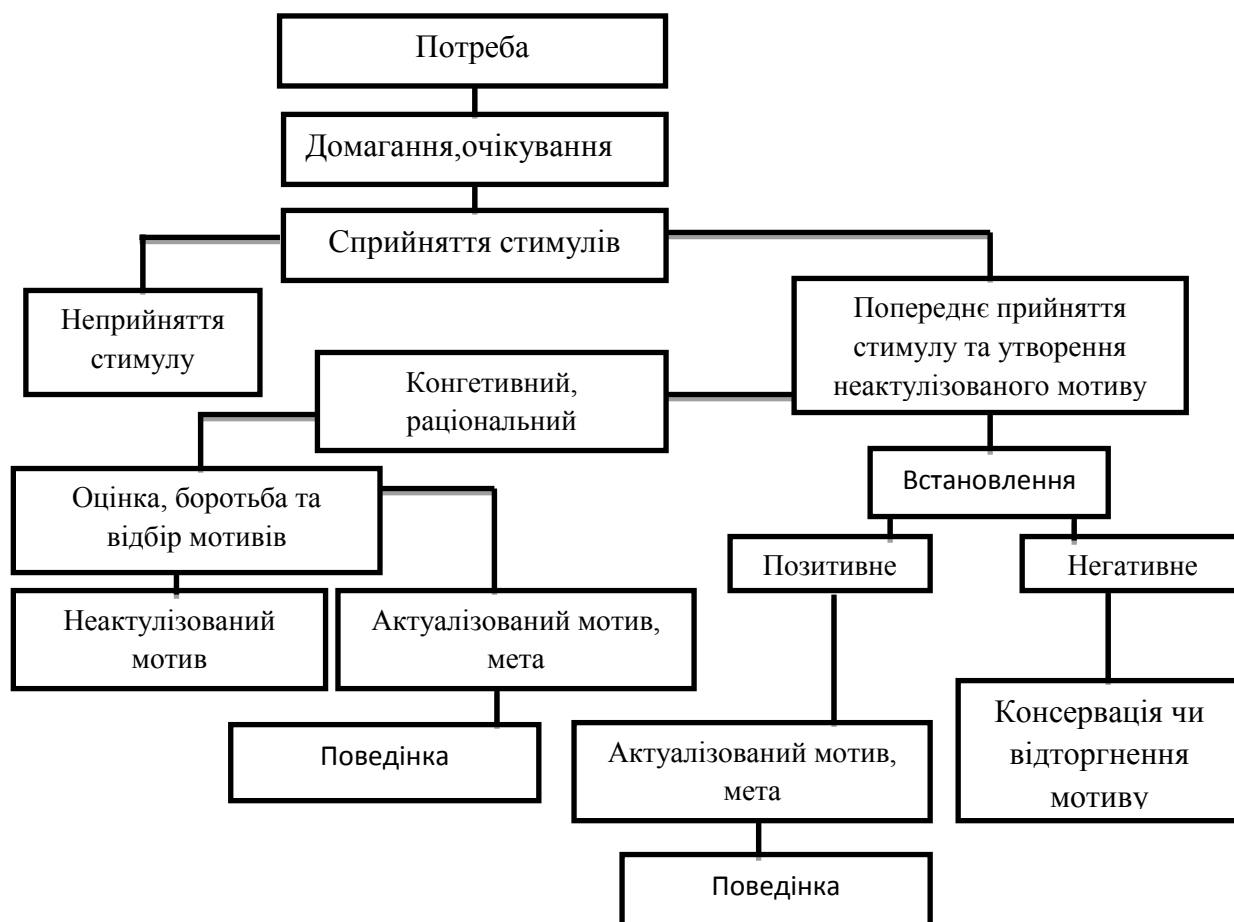 Потреба
Домагання,очікування
Сприйняття стимулів
Неприйняття
стимулу
Попереднє прийняття
стимулу та утворення
неактулізованого мотиву
Конгетивний,
раціональний
Встановлення
Оцінка, боротьба та
відбір мотивів
Позитивне
Негативне
Неактулізований
мотив
Актуалізований мотив,
мета
Консервація чи
відторгнення
мотиву
Поведінка
Актуалізований мотив,
мета
Поведінка